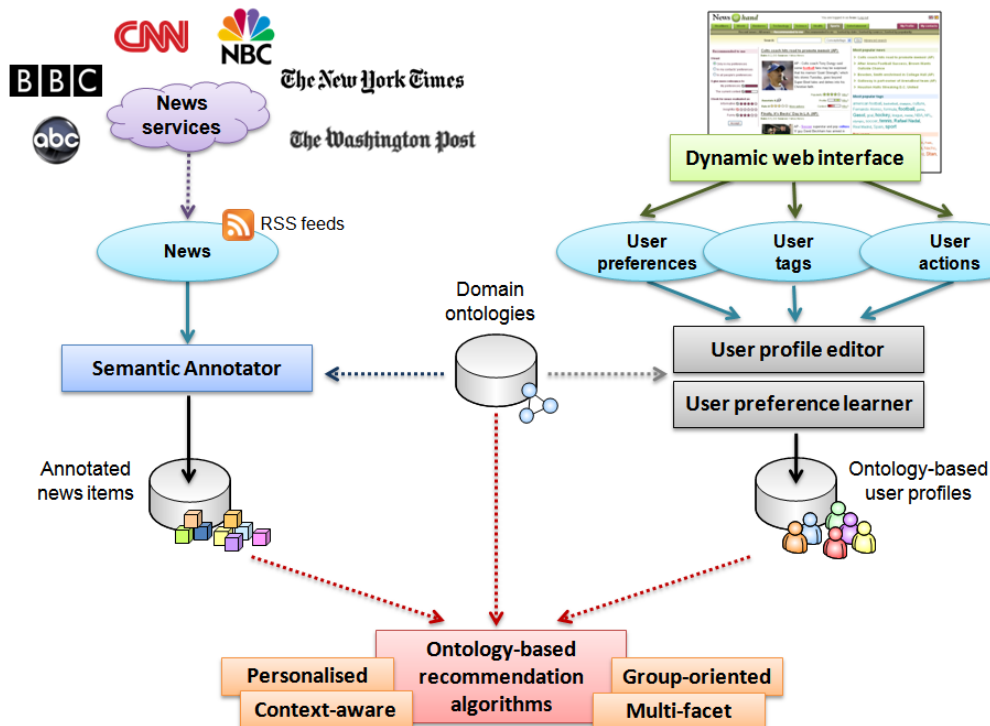 CNN
NBC
BBC
abc
News
services
The New York Times
The Washington Post
News @ hand
Dynamic web interface
RSS feeds
News
User
preferences
User
tags
User
actions
Domain
ontologies
Semantic Annotator
User profile editor
User preference learner
Annotated
news items
Ontology-based
user profiles
Ontology-based
recommendation
algorithms
Personalised
Context-aware
Group-oriented
Multi-facet